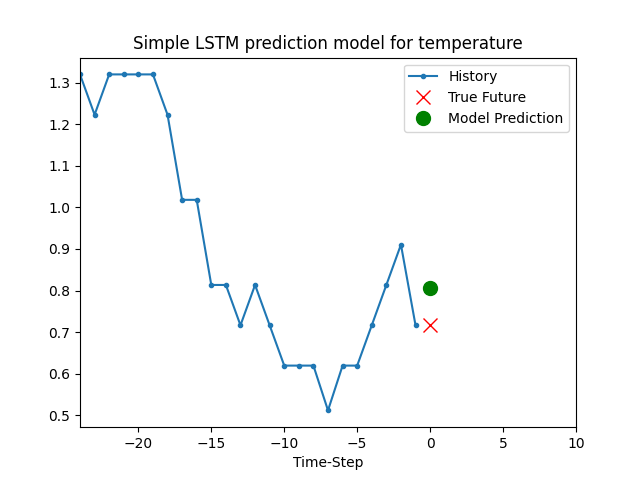 Simple LSTM prediction model for temperature
History
True Future
Model Prediction
1.3
1.2
1.1
1.0
0.9
0.8
0.7
0.6
0.5
−20 −15 −10 −5 0 5 10
Time-Step